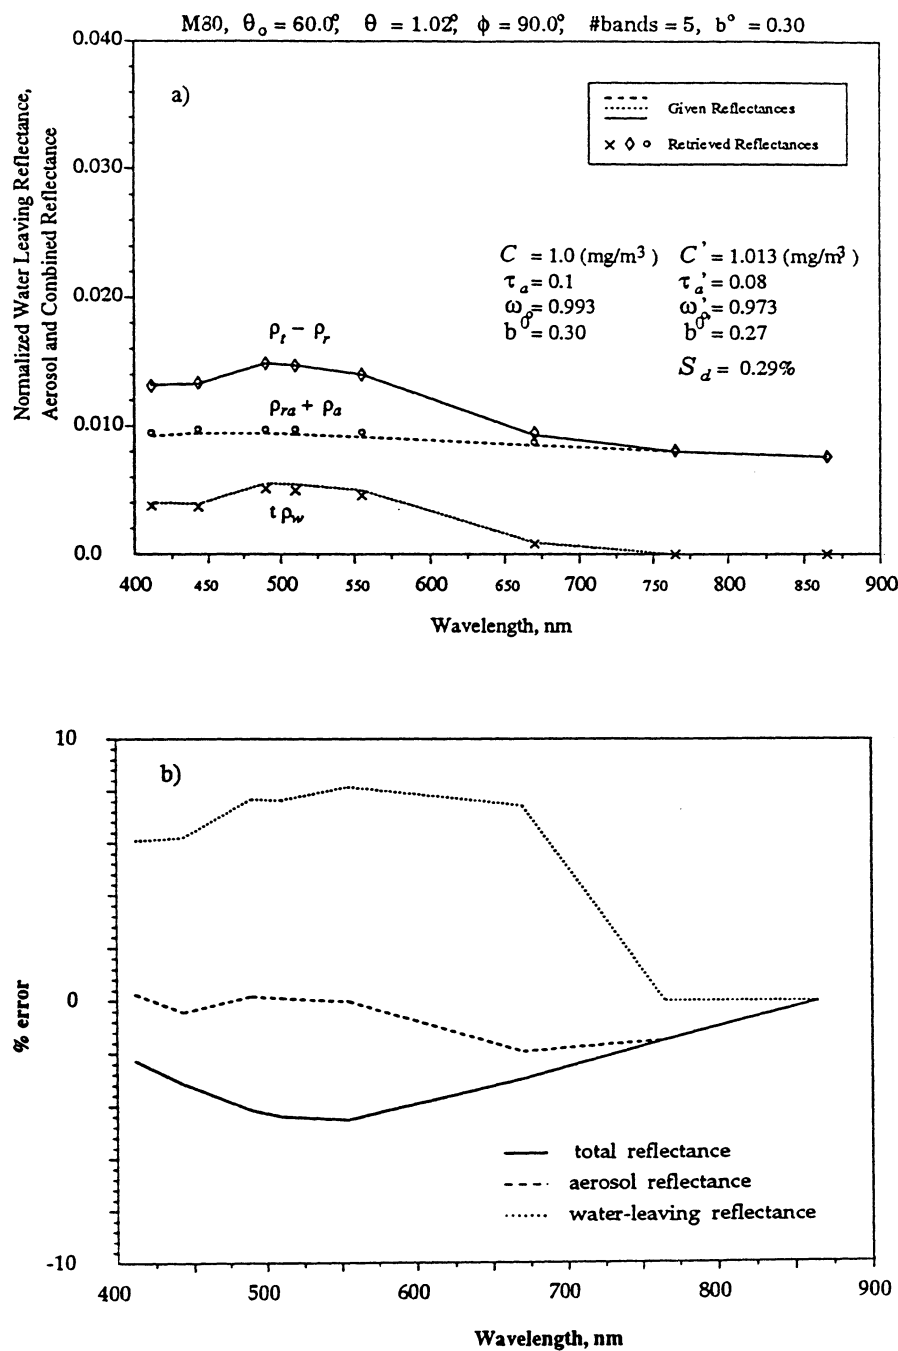 M80, θo = 60.0°, θ = 1.02°, ϕ = 90.0°, #bands = 5, b° = 0.30
0.040
a)
Given Reflectances
Retrieved Reflectances
0.030
Normalized Water Leaving Reflectance,
Aerosol and Combined Reflectance
C = 1.0 (mg/m³) C' = 1.013 (mg/m³)
τa = 0.1 τa' = 0.08
ωo = 0.993 ωo' = 0.973
b° = 0.30 b°' = 0.27
Sd = 0.29%
0.020
ρt − ρr
ρra + ρa
0.010
t ρw
0.0
400 450 500 550 600 650 700 750 800 850 900
Wavelength, nm
10
b)
% error
0
total reflectance
aerosol reflectance
water-leaving reflectance
-10
400 500 600 700 800 900
Wavelength, nm